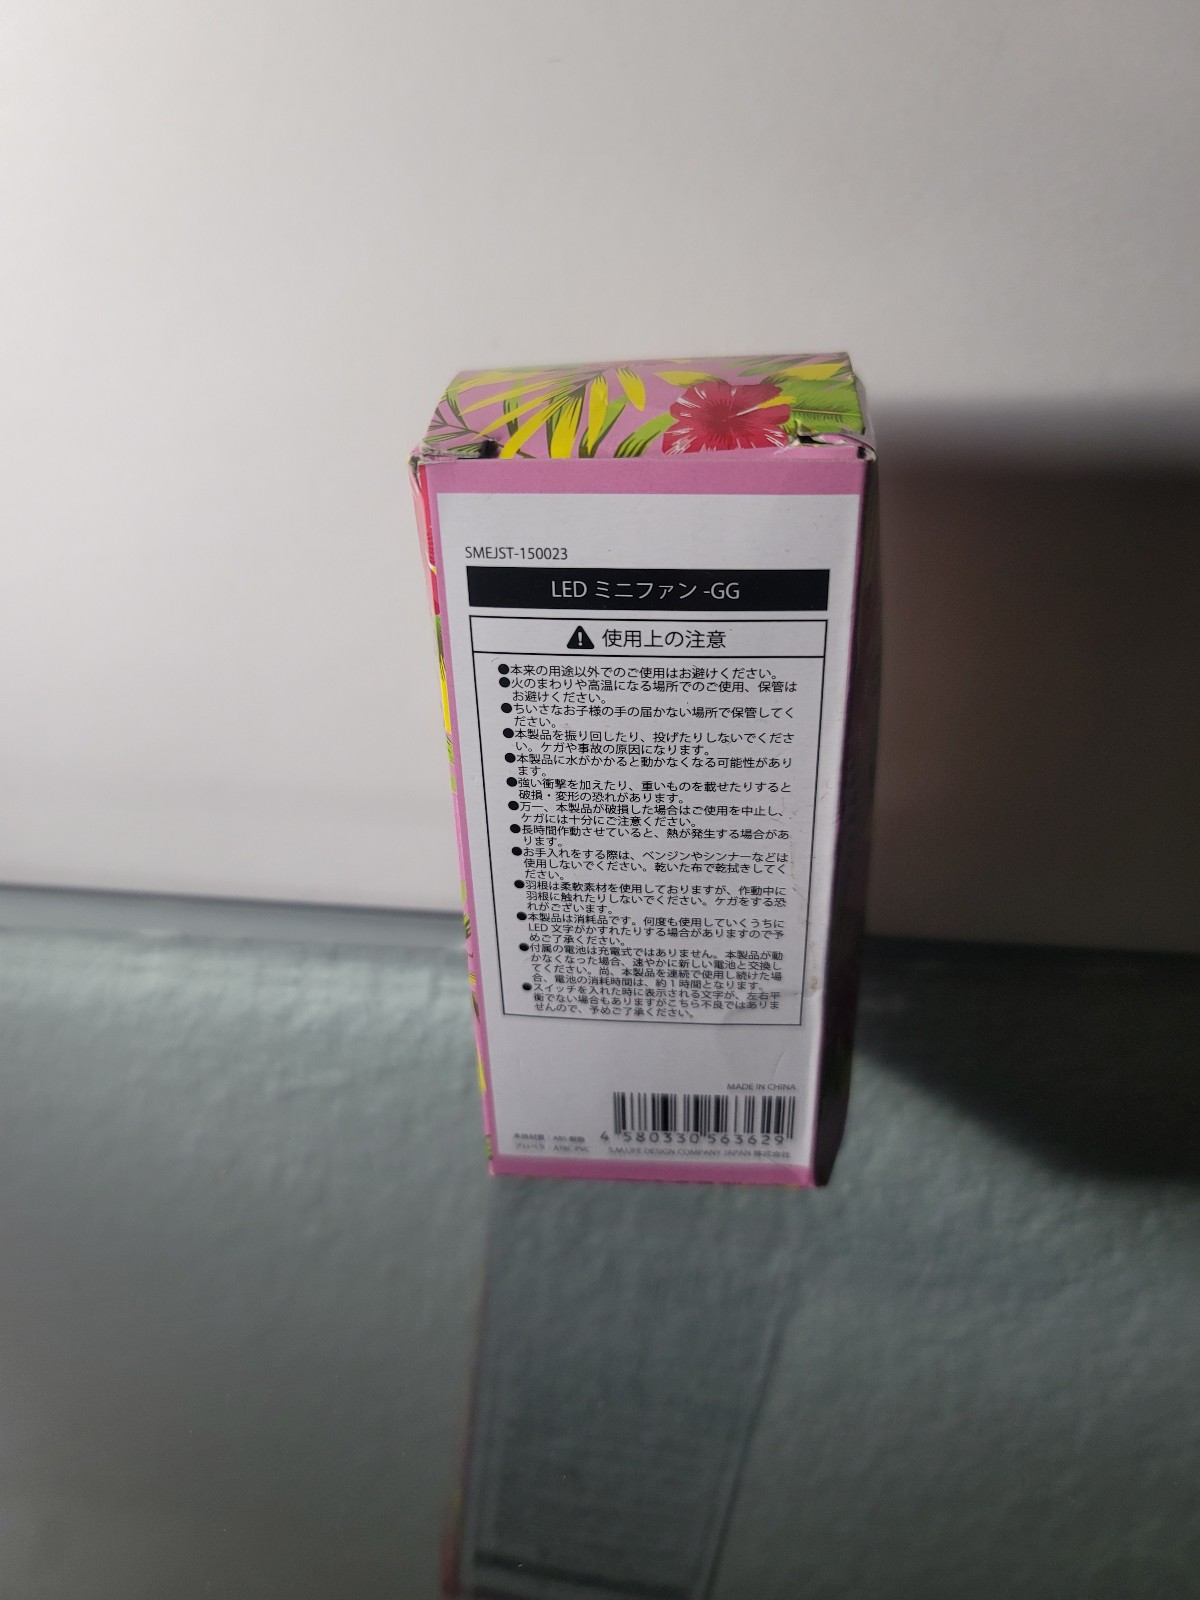 SMEJST-150023
LED ミニファン -GG
使用上の注意
●本来の用途以外でのご使用はお避けください。
●火のまわりや高温になる場所でのご使用、保管は
お避けください。
●ちいさなお子様の手の届かない場所で保管してく
ださい。
●本製品を振り回したり、投げたりしないでくださ
い。ケガや事故の原因になります。
●本製品に水がかかると動かなくなる可能性があり
ます。
●強い衝撃を加えたり、重いものを載せたりすると
破損・変形の恐れがあります。
●万一、本製品が破損した場合はご使用を中止し、
ケガには十分にご注意ください。
●長時間作動させていると、熱が発生する場合があ
ります。
●お手入れをする際は、ベンジンやシンナーなどは
使用しないでください。乾いた布で乾拭きしてく
ださい。
●羽根は柔軟素材を使用しておりますが、作動中に
羽根に触れたりしないでください。ケガをする恐
れがございます。
●本製品は消耗品です。何度も使用していくうちに
LED 文字がかすれたりする場合がありますので予
めご了承ください。
●付属の電池は充電式ではありません。本製品が動
かなくなった場合、速やかに新しい電池と交換し
てください。尚、本製品を連続で使用し続けた場
合、電池の消耗時間は、約1時間となります。
●スイッチを入れた時に表示される文字が、左右平
衡でない場合もありますがこちら不良ではありま
せんので、予めご了承ください。
MADE IN CHINA
4 580330 563629
本体材質：ABS 樹脂
プロペラ：
DESIGN COMPANY JAPAN 株式会社